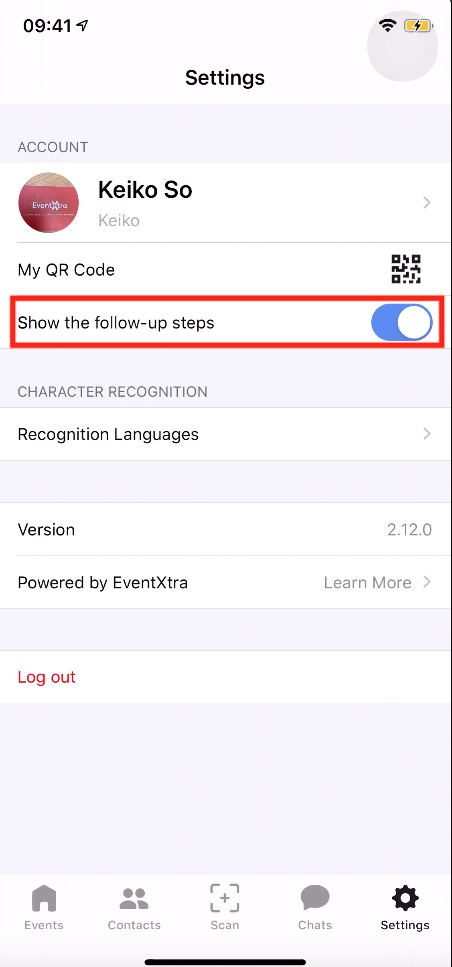 09:41
Settings
ACCOUNT
EventXtra
Keiko So
Keiko
My QR Code
Show the follow-up steps
CHARACTER RECOGNITION
Recognition Languages
Version 2.12.0
Powered by EventXtra Learn More
Log out
Events Contacts Scan Chats Settings